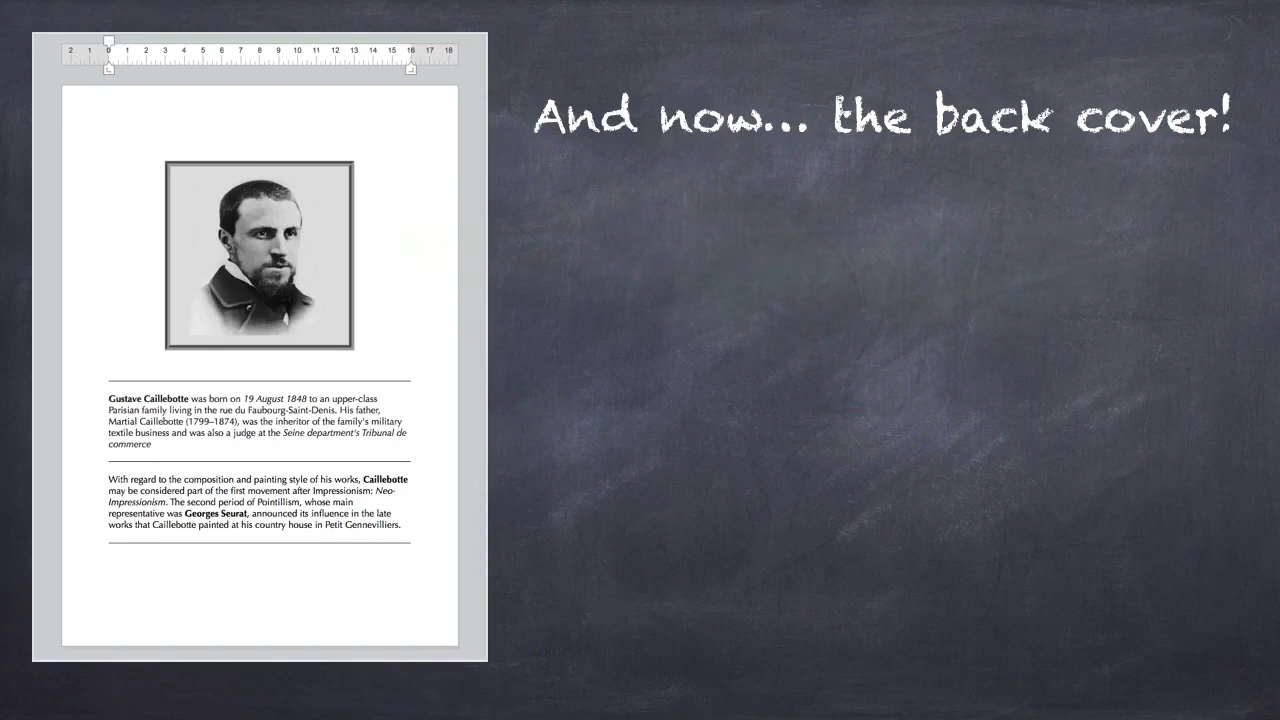 2 1 0 1 2 3 4 5 6 7 8 9 10 11 12 13 14 15 16 17 18
And now... the back cover!
Gustave Caillebotte was born on 19 August 1848 to an upper-class
Parisian family living in the rue du Faubourg-Saint-Denis. His father,
Martial Caillebotte (1799–1874), was the inheritor of the family's military
textile business and was also a judge at the Seine department's Tribunal de
commerce
With regard to the composition and painting style of his works, Caillebotte
may be considered part of the first movement after Impressionism: Neo-
Impressionism. The second period of Pointillism, whose main
representative was Georges Seurat, announced its influence in the late
works that Caillebotte painted at his country house in Petit Gennevilliers.